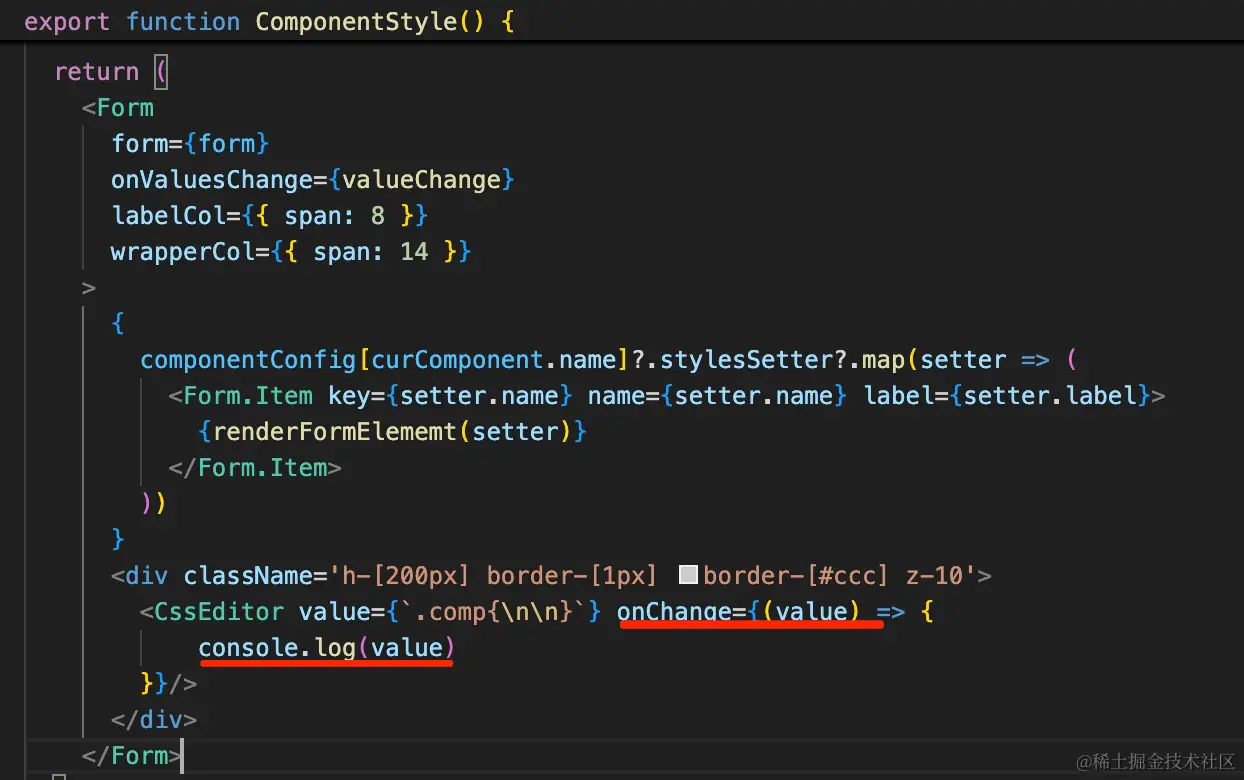 export function ComponentStyle() {
return (
<Form
form={form}
onValuesChange={valueChange}
labelCol={{ span: 8 }}
wrapperCol={{ span: 14 }}
>
{
componentConfig[curComponent.name]?.stylesSetter?.map(setter => (
<Form.Item key={setter.name} name={setter.name} label={setter.label}>
{renderFormElememt(setter)}
</Form.Item>
))
}
<div className='h-[200px] border-[1px] border-[#ccc] z-10'>
<CssEditor value={`.comp{\n\n}`} onChange={(value) => {
console.log(value)
}}/>
</div>
</Form>
@稀土掘金技术社区